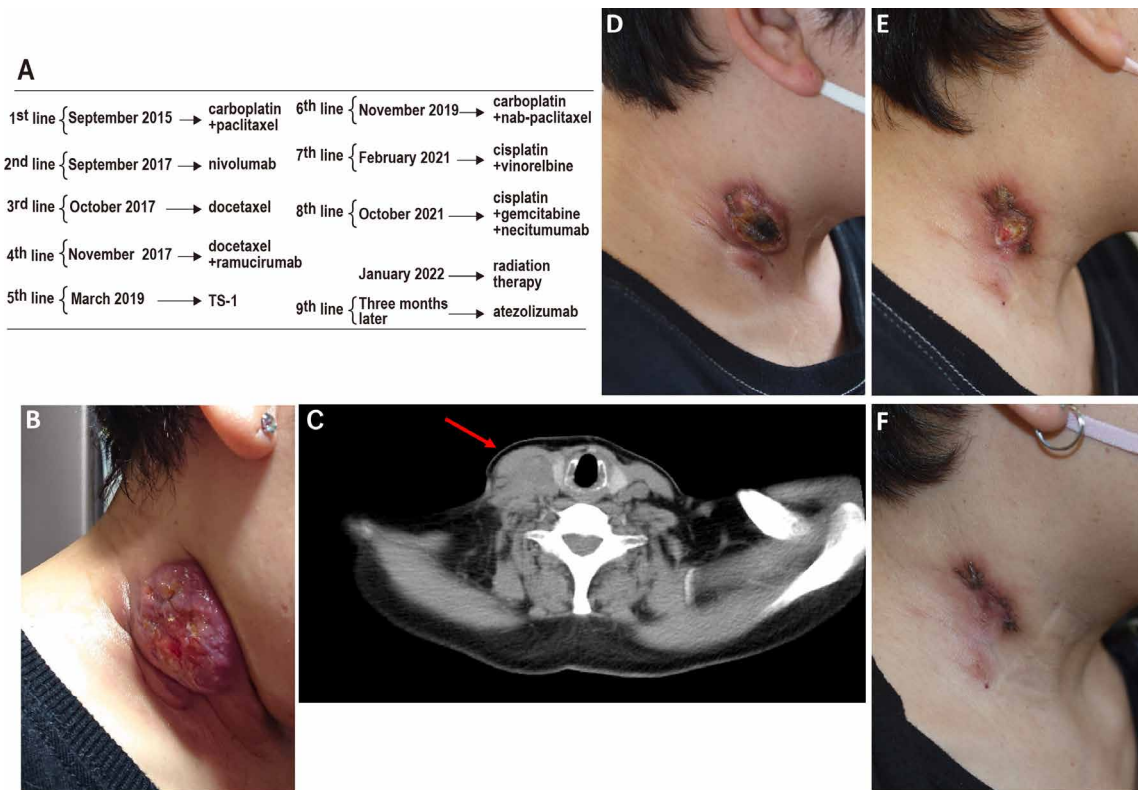 A
1st line { September 2015 → carboplatin
+paclitaxel
2nd line { September 2017 → nivolumab
3rd line { October 2017 → docetaxel
4th line { November 2017 → docetaxel
+ramucirumab
5th line { March 2019 → TS-1
6th line { November 2019 → carboplatin
+nab-paclitaxel
7th line { February 2021 → cisplatin
+vinorelbine
8th line { October 2021 → cisplatin
+gemcitabine
+necitumumab
January 2022 → radiation
therapy
9th line { Three months
later → atezolizumab
D
E
B
C
F